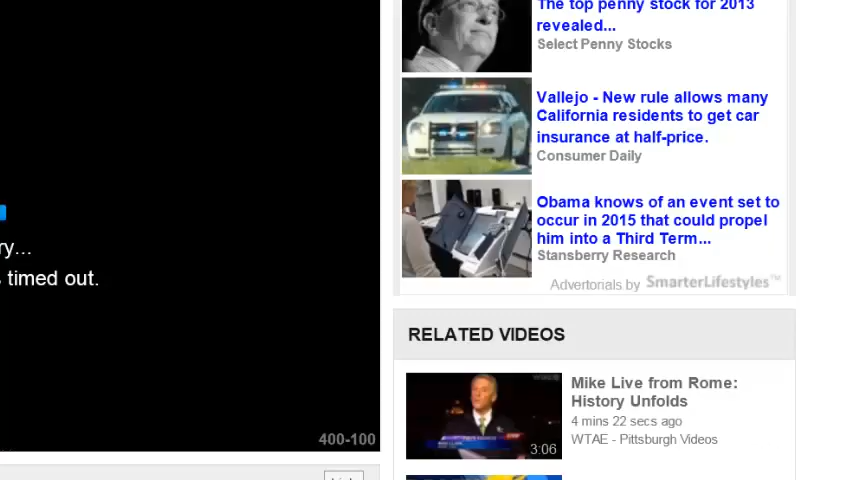 The top penny stock for 2013
revealed...
Select Penny Stocks
Vallejo - New rule allows many
California residents to get car
insurance at half-price.
Consumer Daily
Obama knows of an event set to
occur in 2015 that could propel
him into a Third Term...
Stansberry Research
Advertorials by SmarterLifestyles™
ry...
timed out.
400-100
RELATED VIDEOS
Mike Live from Rome:
History Unfolds
4 mins 22 secs ago
WTAE - Pittsburgh Videos
3:06